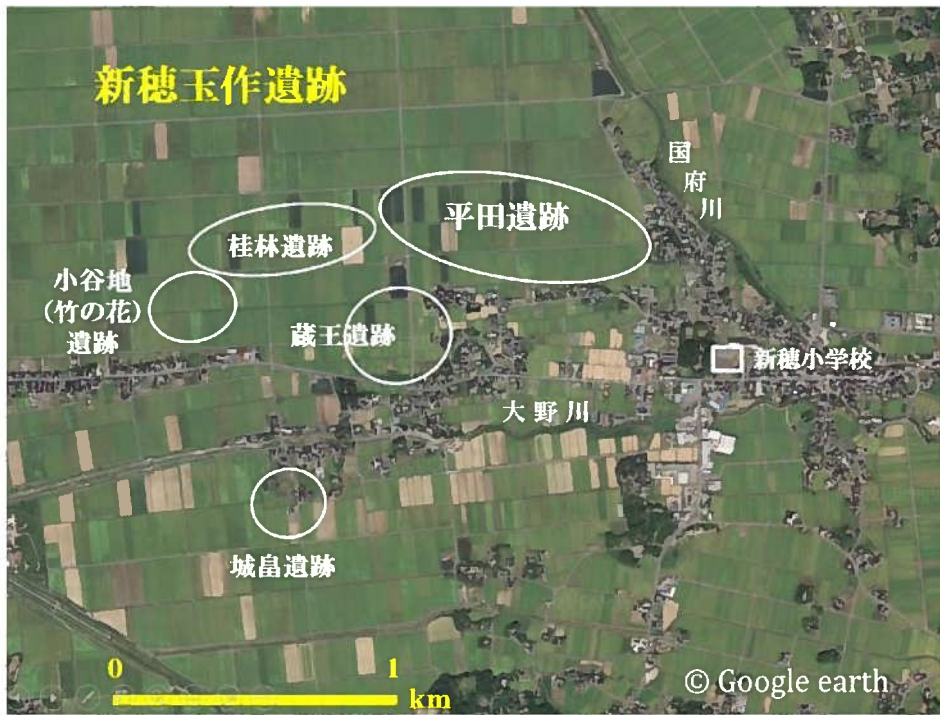 新穂玉作遺跡
国府川
平田遺跡
桂林遺跡
小谷地
(竹の花)
遺跡
蔵王遺跡
新穂小学校
大野川
城畠遺跡
0 1
km
© Google earth